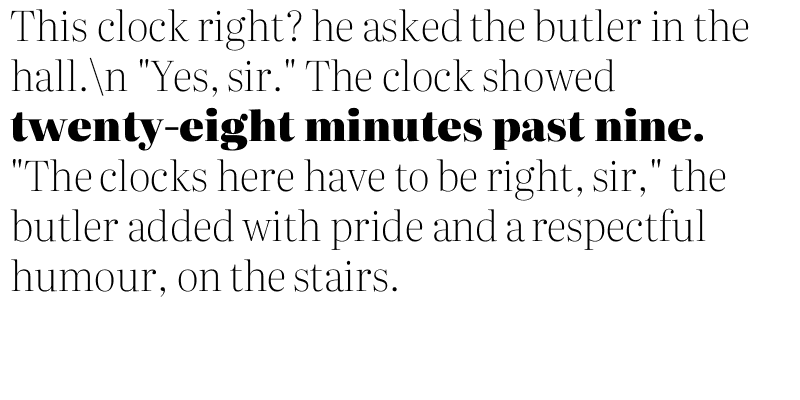 This clock right? he asked the butler in the
hall.\n "Yes, sir." The clock showed
twenty-eight minutes past nine.
"The clocks here have to be right, sir," the
butler added with pride and a respectful
humour, on the stairs.